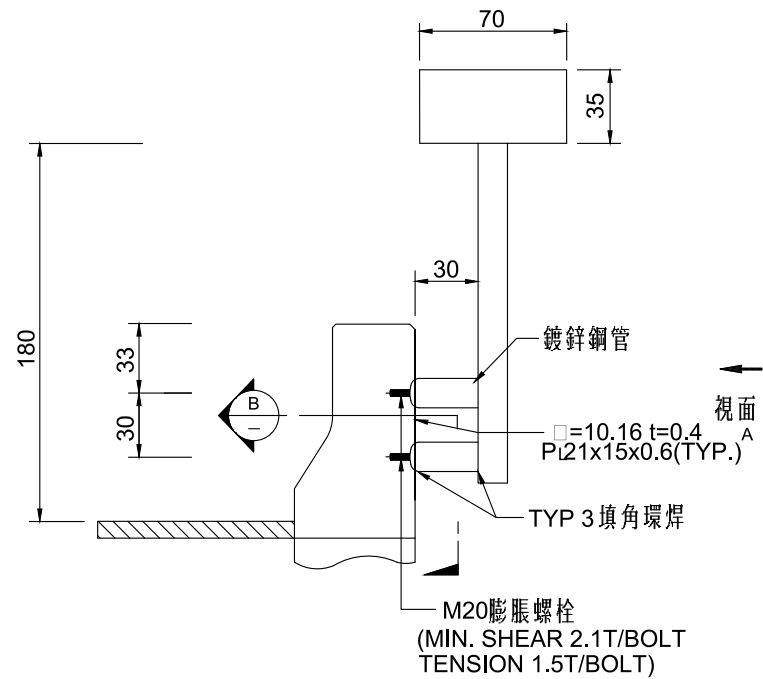 70
35
30
180
33
30
鍍鋅鋼管
視面
A
B
□=10.16 t=0.4
PL21x15x0.6(TYP.)
TYP 3填角環焊
M20膨脹螺栓
(MIN. SHEAR 2.1T/BOLT
TENSION 1.5T/BOLT)